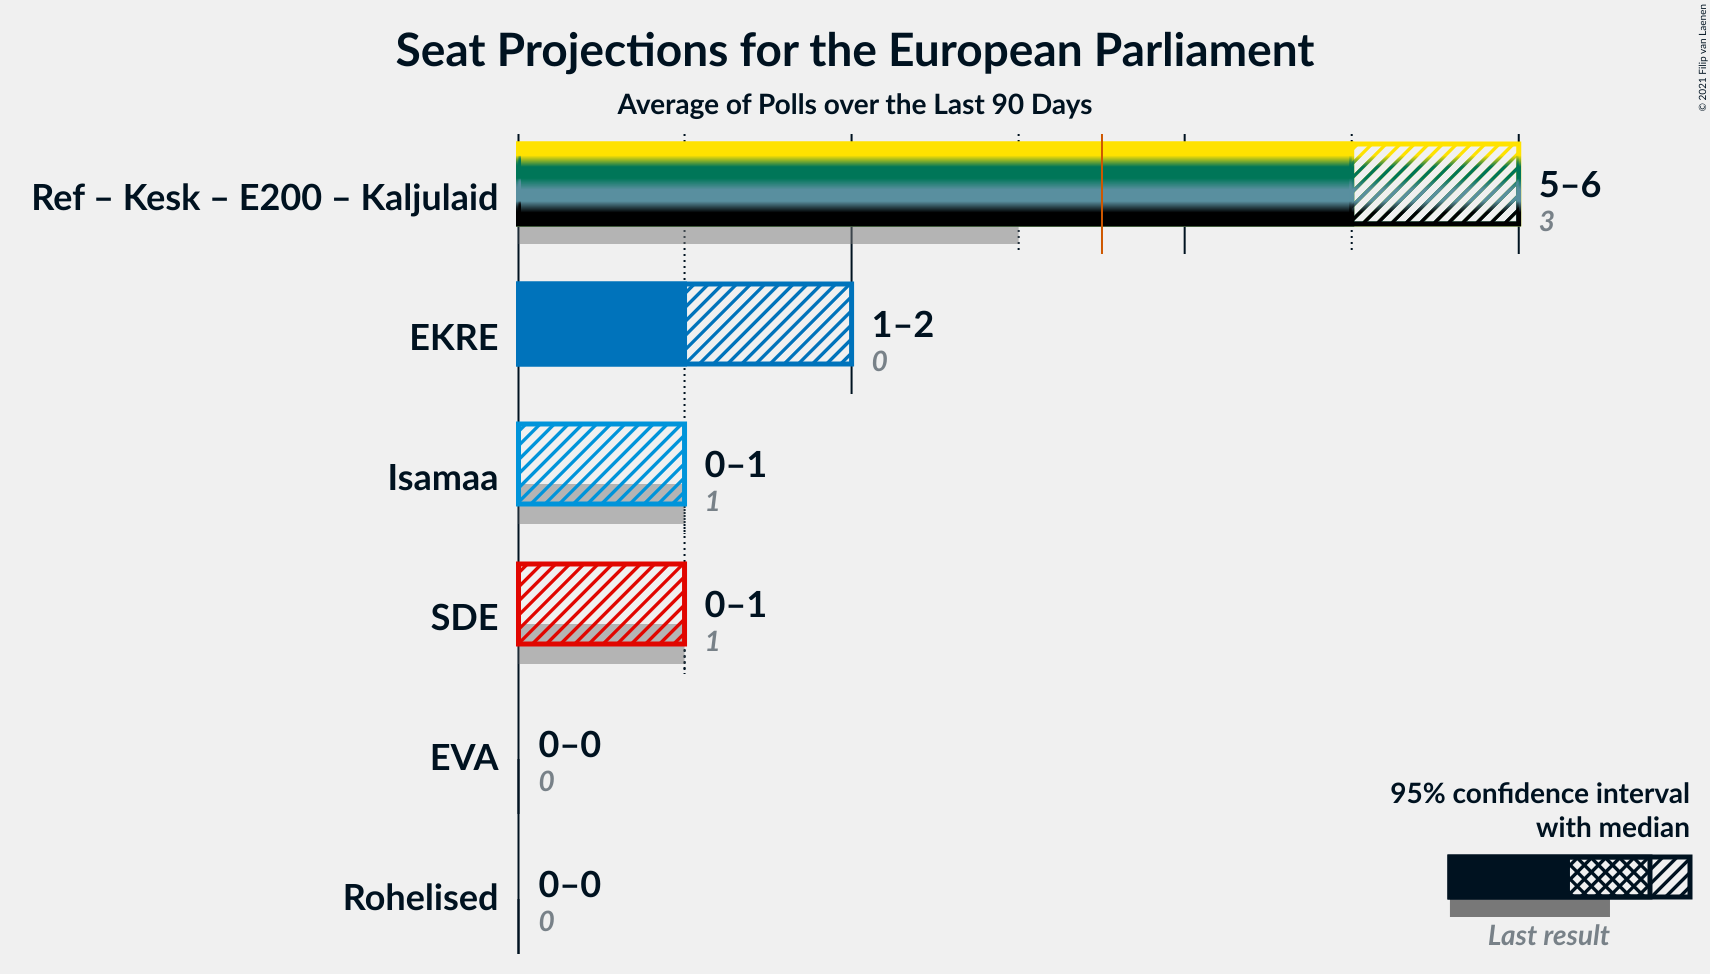 Seat Projections for the European Parliament
Average of Polls over the Last 90 Days
© 2021 Filip van Laenen
Ref – Kesk – E200 – Kaljulaid
5–6
3
EKRE
1–2
0
Isamaa
0–1
1
SDE
0–1
1
EVA
0–0
0
Rohelised
0–0
0
95% confidence interval
with median
Last result